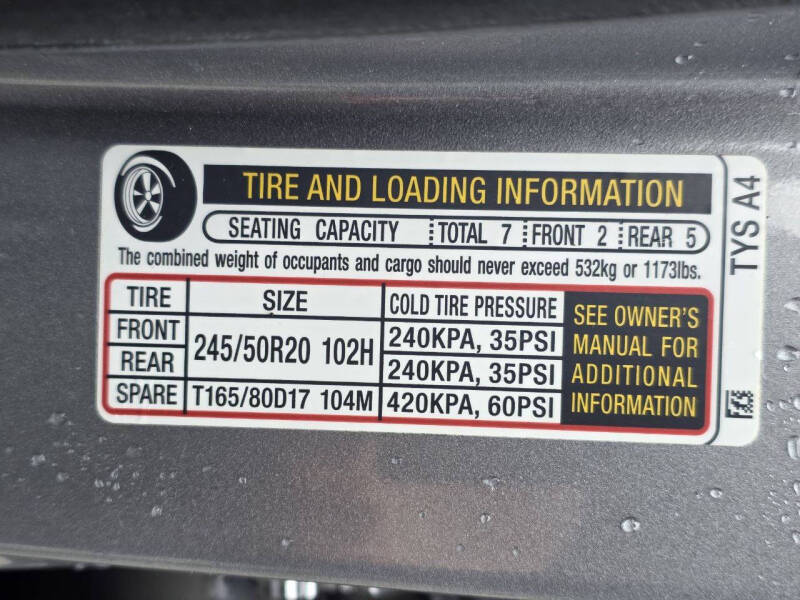 TIRE AND LOADING INFORMATION
SEATING CAPACITY TOTAL 7 FRONT 2 REAR 5
The combined weight of occupants and cargo should never exceed 532kg or 1173lbs.
TIRE SIZE COLD TIRE PRESSURE
FRONT 245/50R20 102H 240KPA, 35PSI
REAR 240KPA, 35PSI
SPARE T165/80D17 104M 420KPA, 60PSI
SEE OWNER'S
MANUAL FOR
ADDITIONAL
INFORMATION
TYS A4